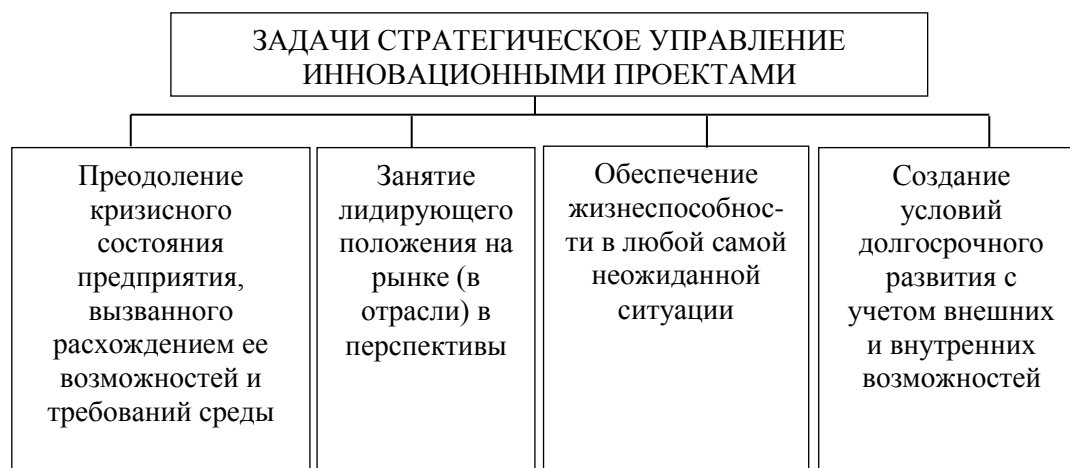 ЗАДАЧИ СТРАТЕГИЧЕСКОЕ УПРАВЛЕНИЕ
ИННОВАЦИОННЫМИ ПРОЕКТАМИ
Преодоление
кризисного
состояния
предприятия,
вызванного
расхождением ее
возможностей и
требований среды
Занятие
лидирующего
положения на
рынке (в
отрасли) в
перспективы
Обеспечение
жизнеспособнос-
ти в любой самой
неожиданной
ситуации
Создание
условий
долгосрочного
развития с
учетом внешних
и внутренних
возможностей